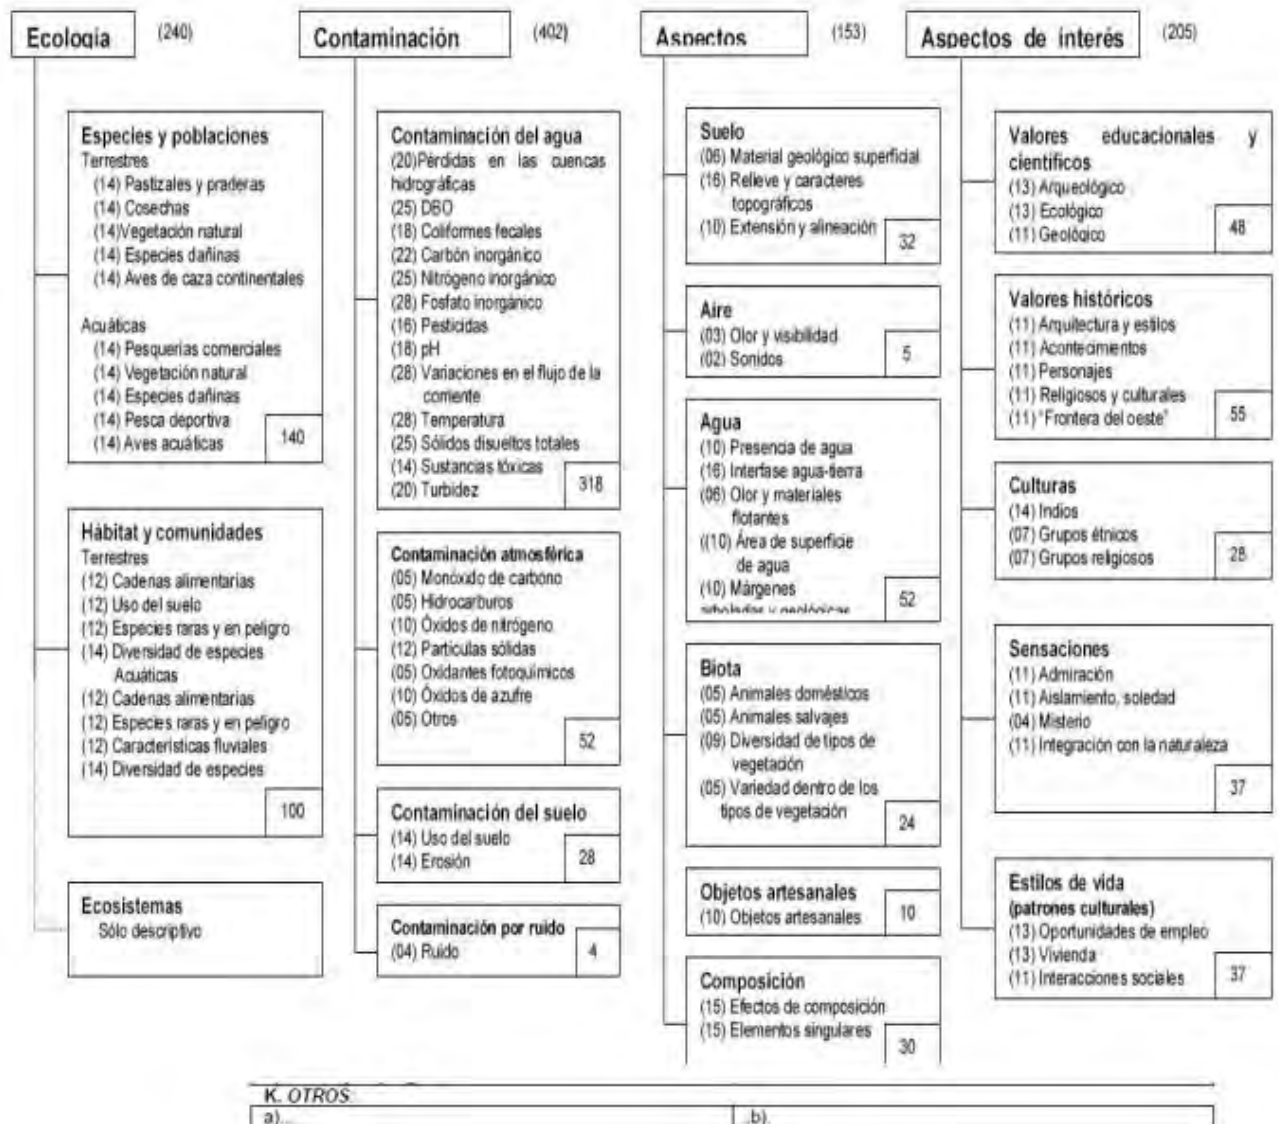 Ecología (240)
Especies y poblaciones
Terrestres
(14) Pastizales y praderas
(14) Cosechas
(14)Vegetación natural
(14) Especies dañinas
(14) Aves de caza continentales
Acuáticas
(14) Pesquerías comerciales
(14) Vegetación natural
(14) Especies dañinas
(14) Pesca deportiva
(14) Aves acuáticas
140
Hábitat y comunidades
Terrestres
(12) Cadenas alimentarias
(12) Uso del suelo
(12) Especies raras y en peligro
(14) Diversidad de especies
Acuáticas
(12) Cadenas alimentarias
(12) Especies raras y en peligro
(12) Características fluviales
(14) Diversidad de especies
100
Ecosistemas
Sólo descriptivo
Contaminación (402)
Contaminación del agua
(20)Pérdidas en las cuencas
hidrográficas
(25) DBO
(18) Coliformes fecales
(22) Carbón inorgánico
(25) Nitrógeno inorgánico
(28) Fosfato inorgánico
(16) Pesticidas
(18) pH
(28) Variaciones en el flujo de la
corriente
(28) Temperatura
(25) Sólidos disueltos totales
(14) Sustancias tóxicas
(20) Turbidez
318
Contaminación atmosférica
(05) Monóxido de carbono
(05) Hidrocarburos
(10) Óxidos de nitrógeno
(12) Partículas sólidas
(05) Oxidantes fotoquímicos
(10) Óxidos de azufre
(05) Otros
52
Contaminación del suelo
(14) Uso del suelo
(14) Erosión
28
Contaminación por ruido
(04) Ruido
4
Aspectos (153)
Suelo
(06) Material geológico superficial
(16) Relieve y caracteres
topográficos
(10) Extensión y alineación
32
Aire
(03) Olor y visibilidad
(02) Sonidos
5
Agua
(10) Presencia de agua
(16) Interfase agua-tierra
(06) Olor y materiales
flotantes
((10) Área de superficie
de agua
(10) Márgenes
arboladas y geológicas
52
Biota
(05) Animales domésticos
(05) Animales salvajes
(09) Diversidad de tipos de
vegetación
(05) Variedad dentro de los
tipos de vegetación
24
Objetos artesanales
(10) Objetos artesanales
10
Composición
(15) Efectos de composición
(15) Elementos singulares
30
Aspectos de interés (205)
Valores educacionales y
científicos
(13) Arqueológico
(13) Ecológico
(11) Geológico
48
Valores históricos
(11) Arquitectura y estilos
(11) Acontecimientos
(11) Personajes
(11) Religiosos y culturales
(11) "Frontera del oeste"
55
Culturas
(14) Indios
(07) Grupos étnicos
(07) Grupos religiosos
28
Sensaciones
(11) Admiración
(11) Aislamiento, soledad
(04) Misterio
(11) Integración con la naturaleza
37
Estilos de vida
(patrones culturales)
(13) Oportunidades de empleo
(13) Vivienda
(11) Interacciones sociales
37
K. OTROS
a)... .b).